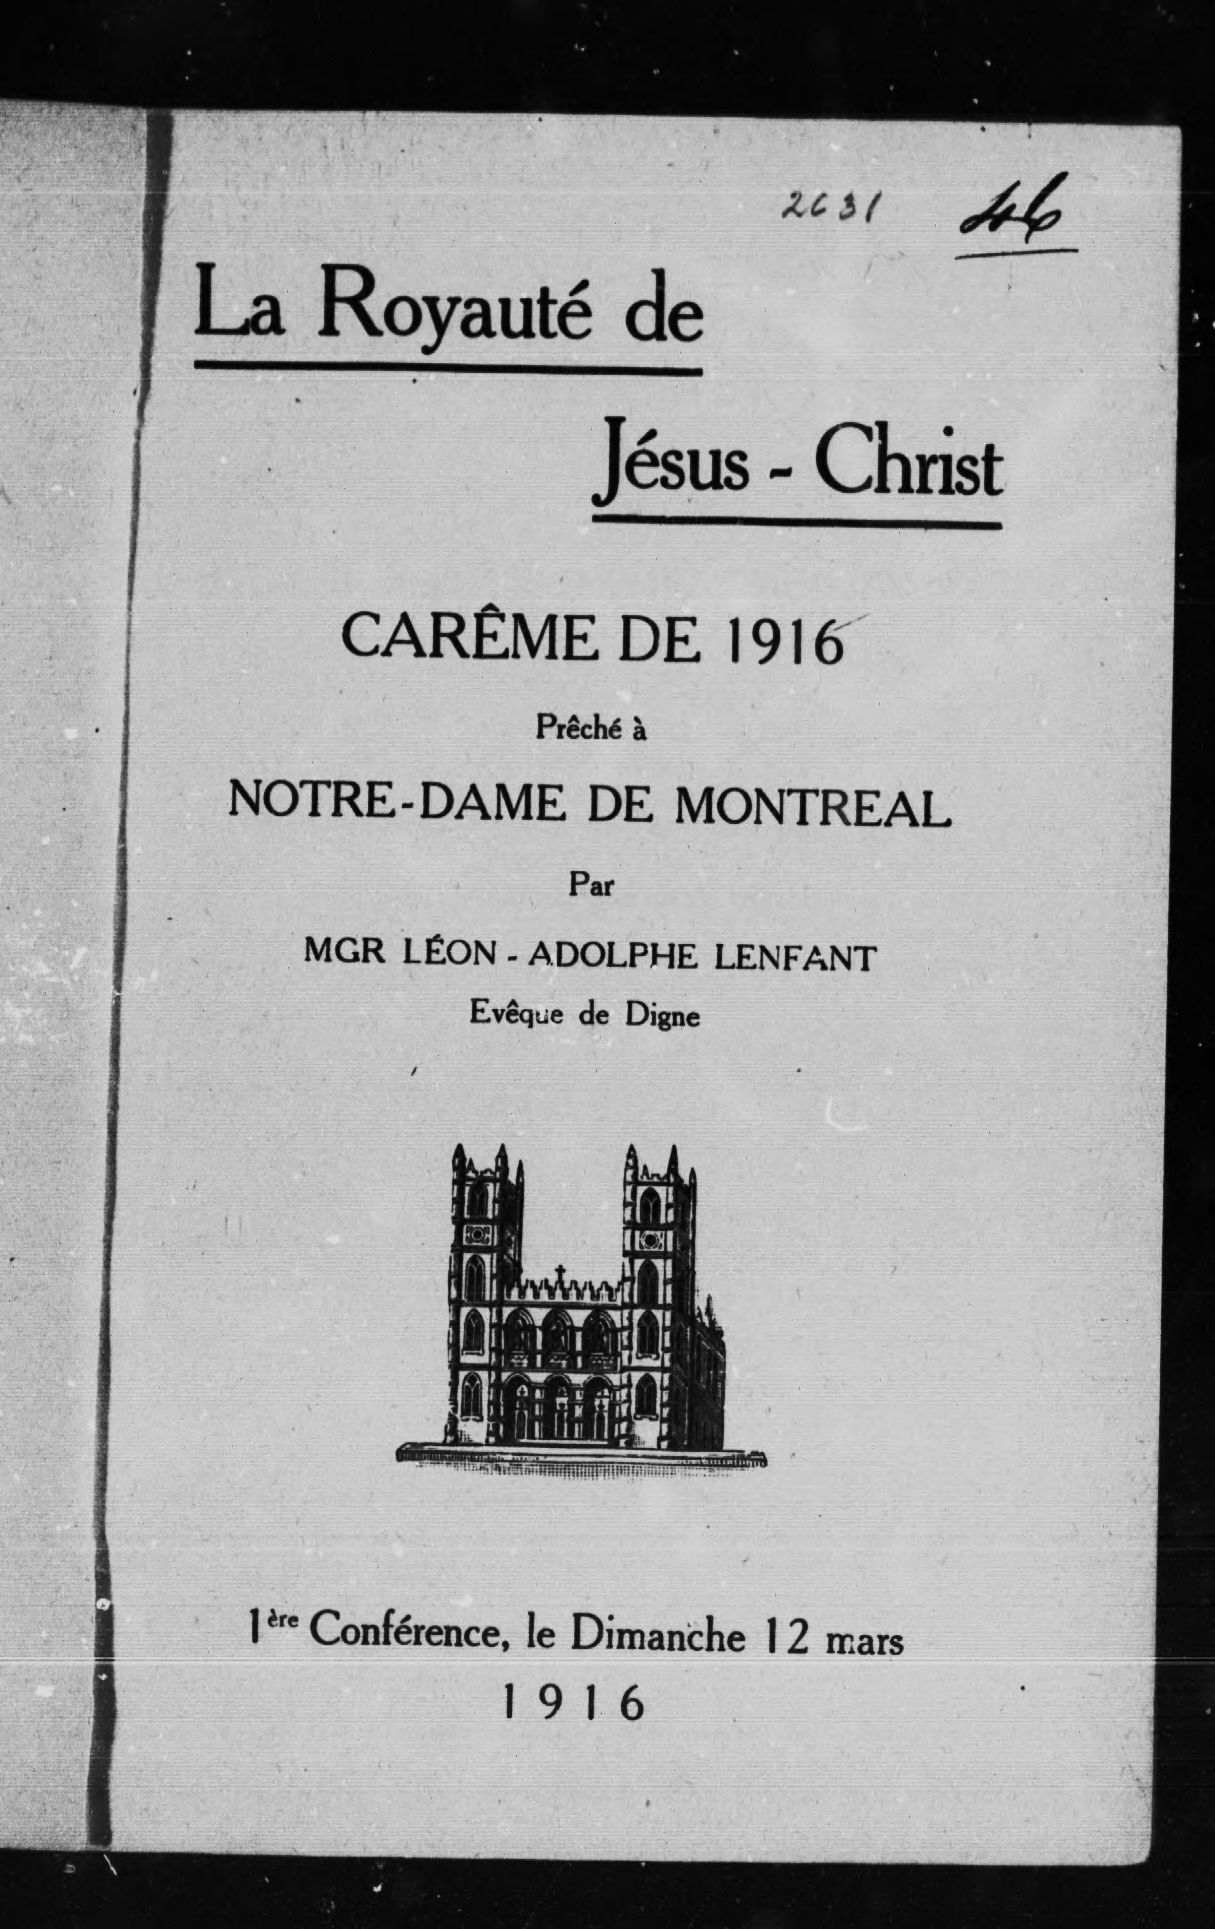 46
La Royauté de
Jésus - Christ
CARÊME DE 1916
Prêché à
NOTRE-DAME DE MONTREAL
Par
MGR LÉON - ADOLPHE LENFANT
Evêque de Digne
1ère Conférence, le Dimanche 12 mars
1916